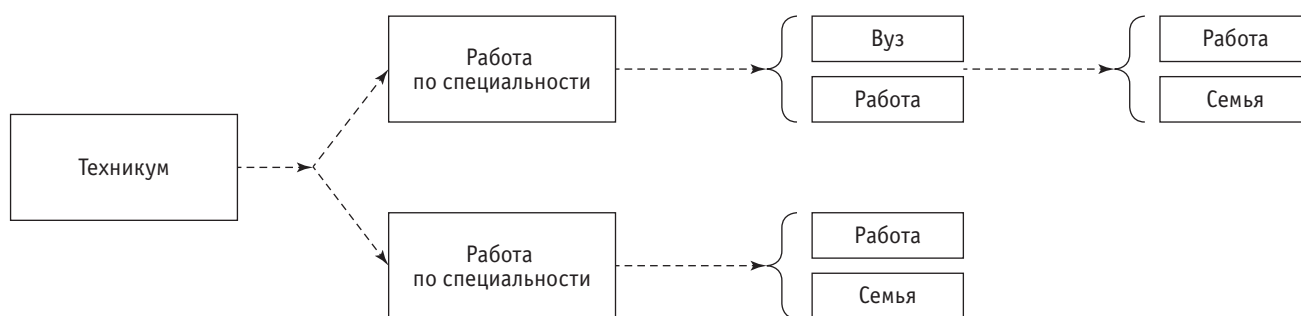 Техникум
Работа
по специальности
Вуз
Работа
Работа
Семья
Работа
по специальности
Работа
Семья